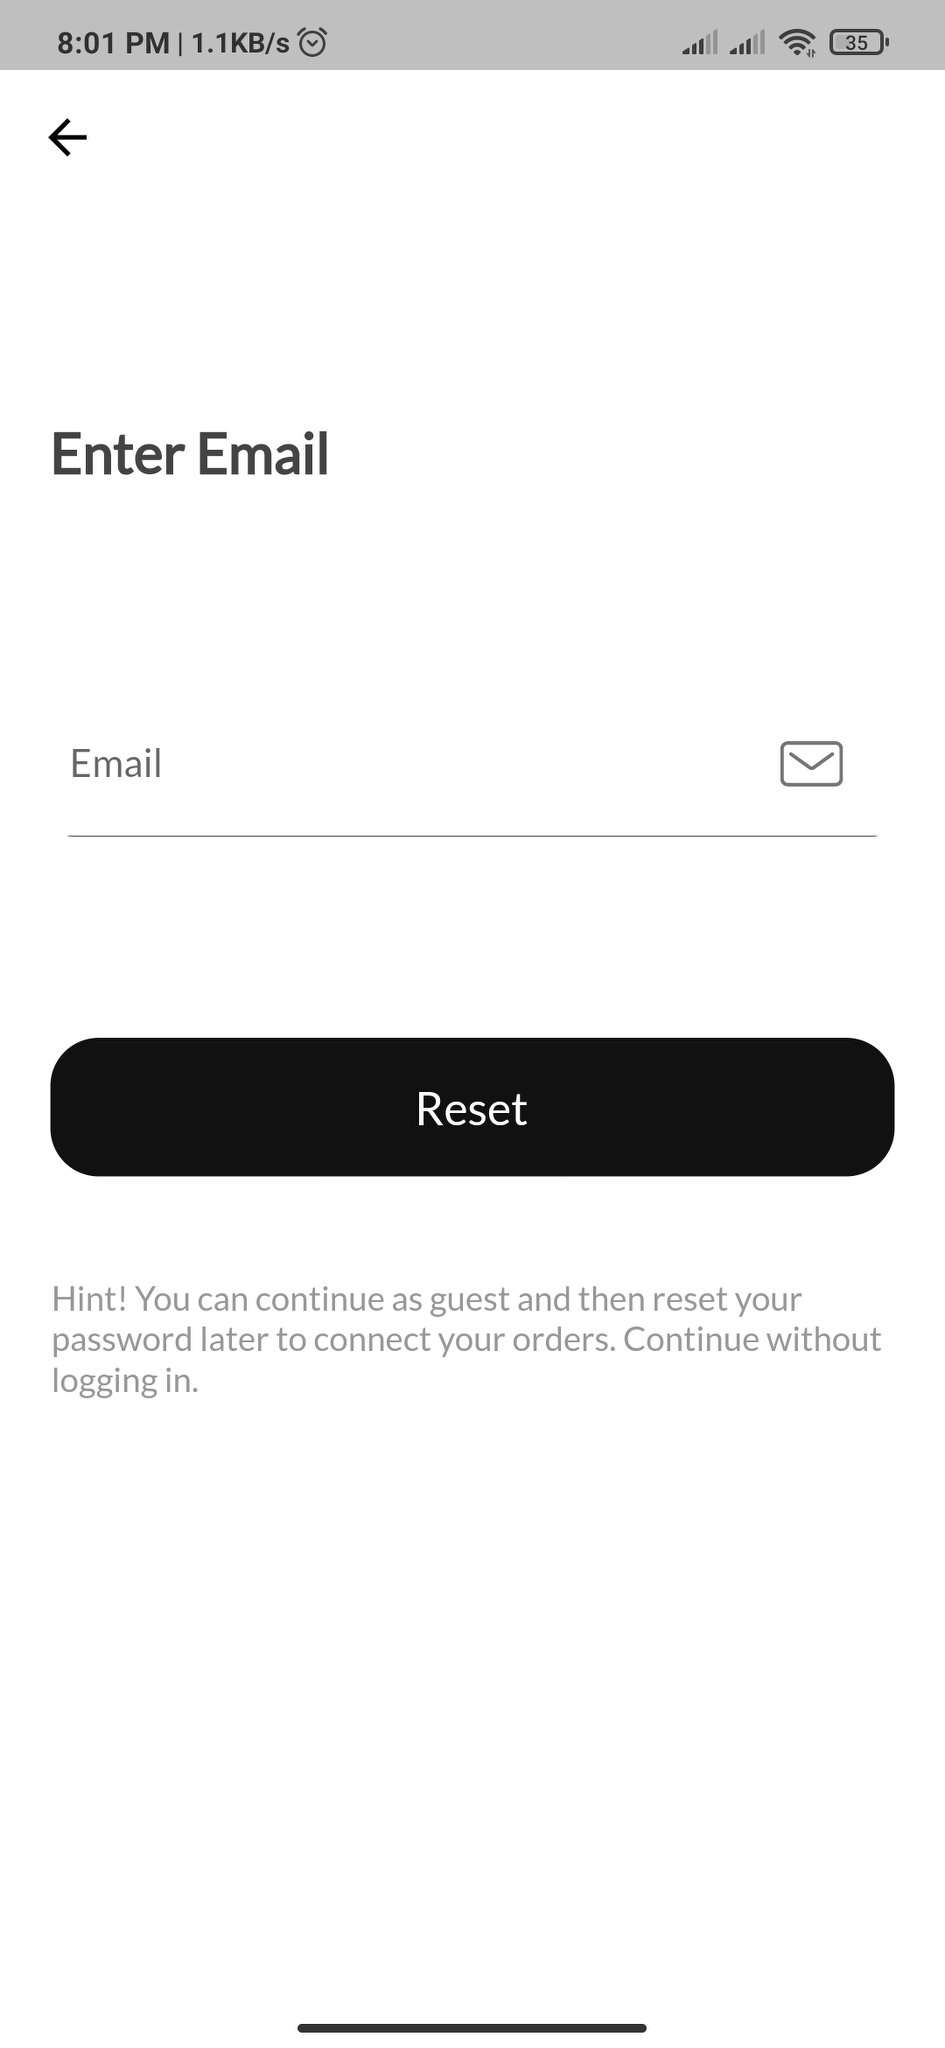 8:01 PM | 1.1KB/s
35
Enter Email
Email
Reset
Hint! You can continue as guest and then reset your
password later to connect your orders. Continue without
logging in.